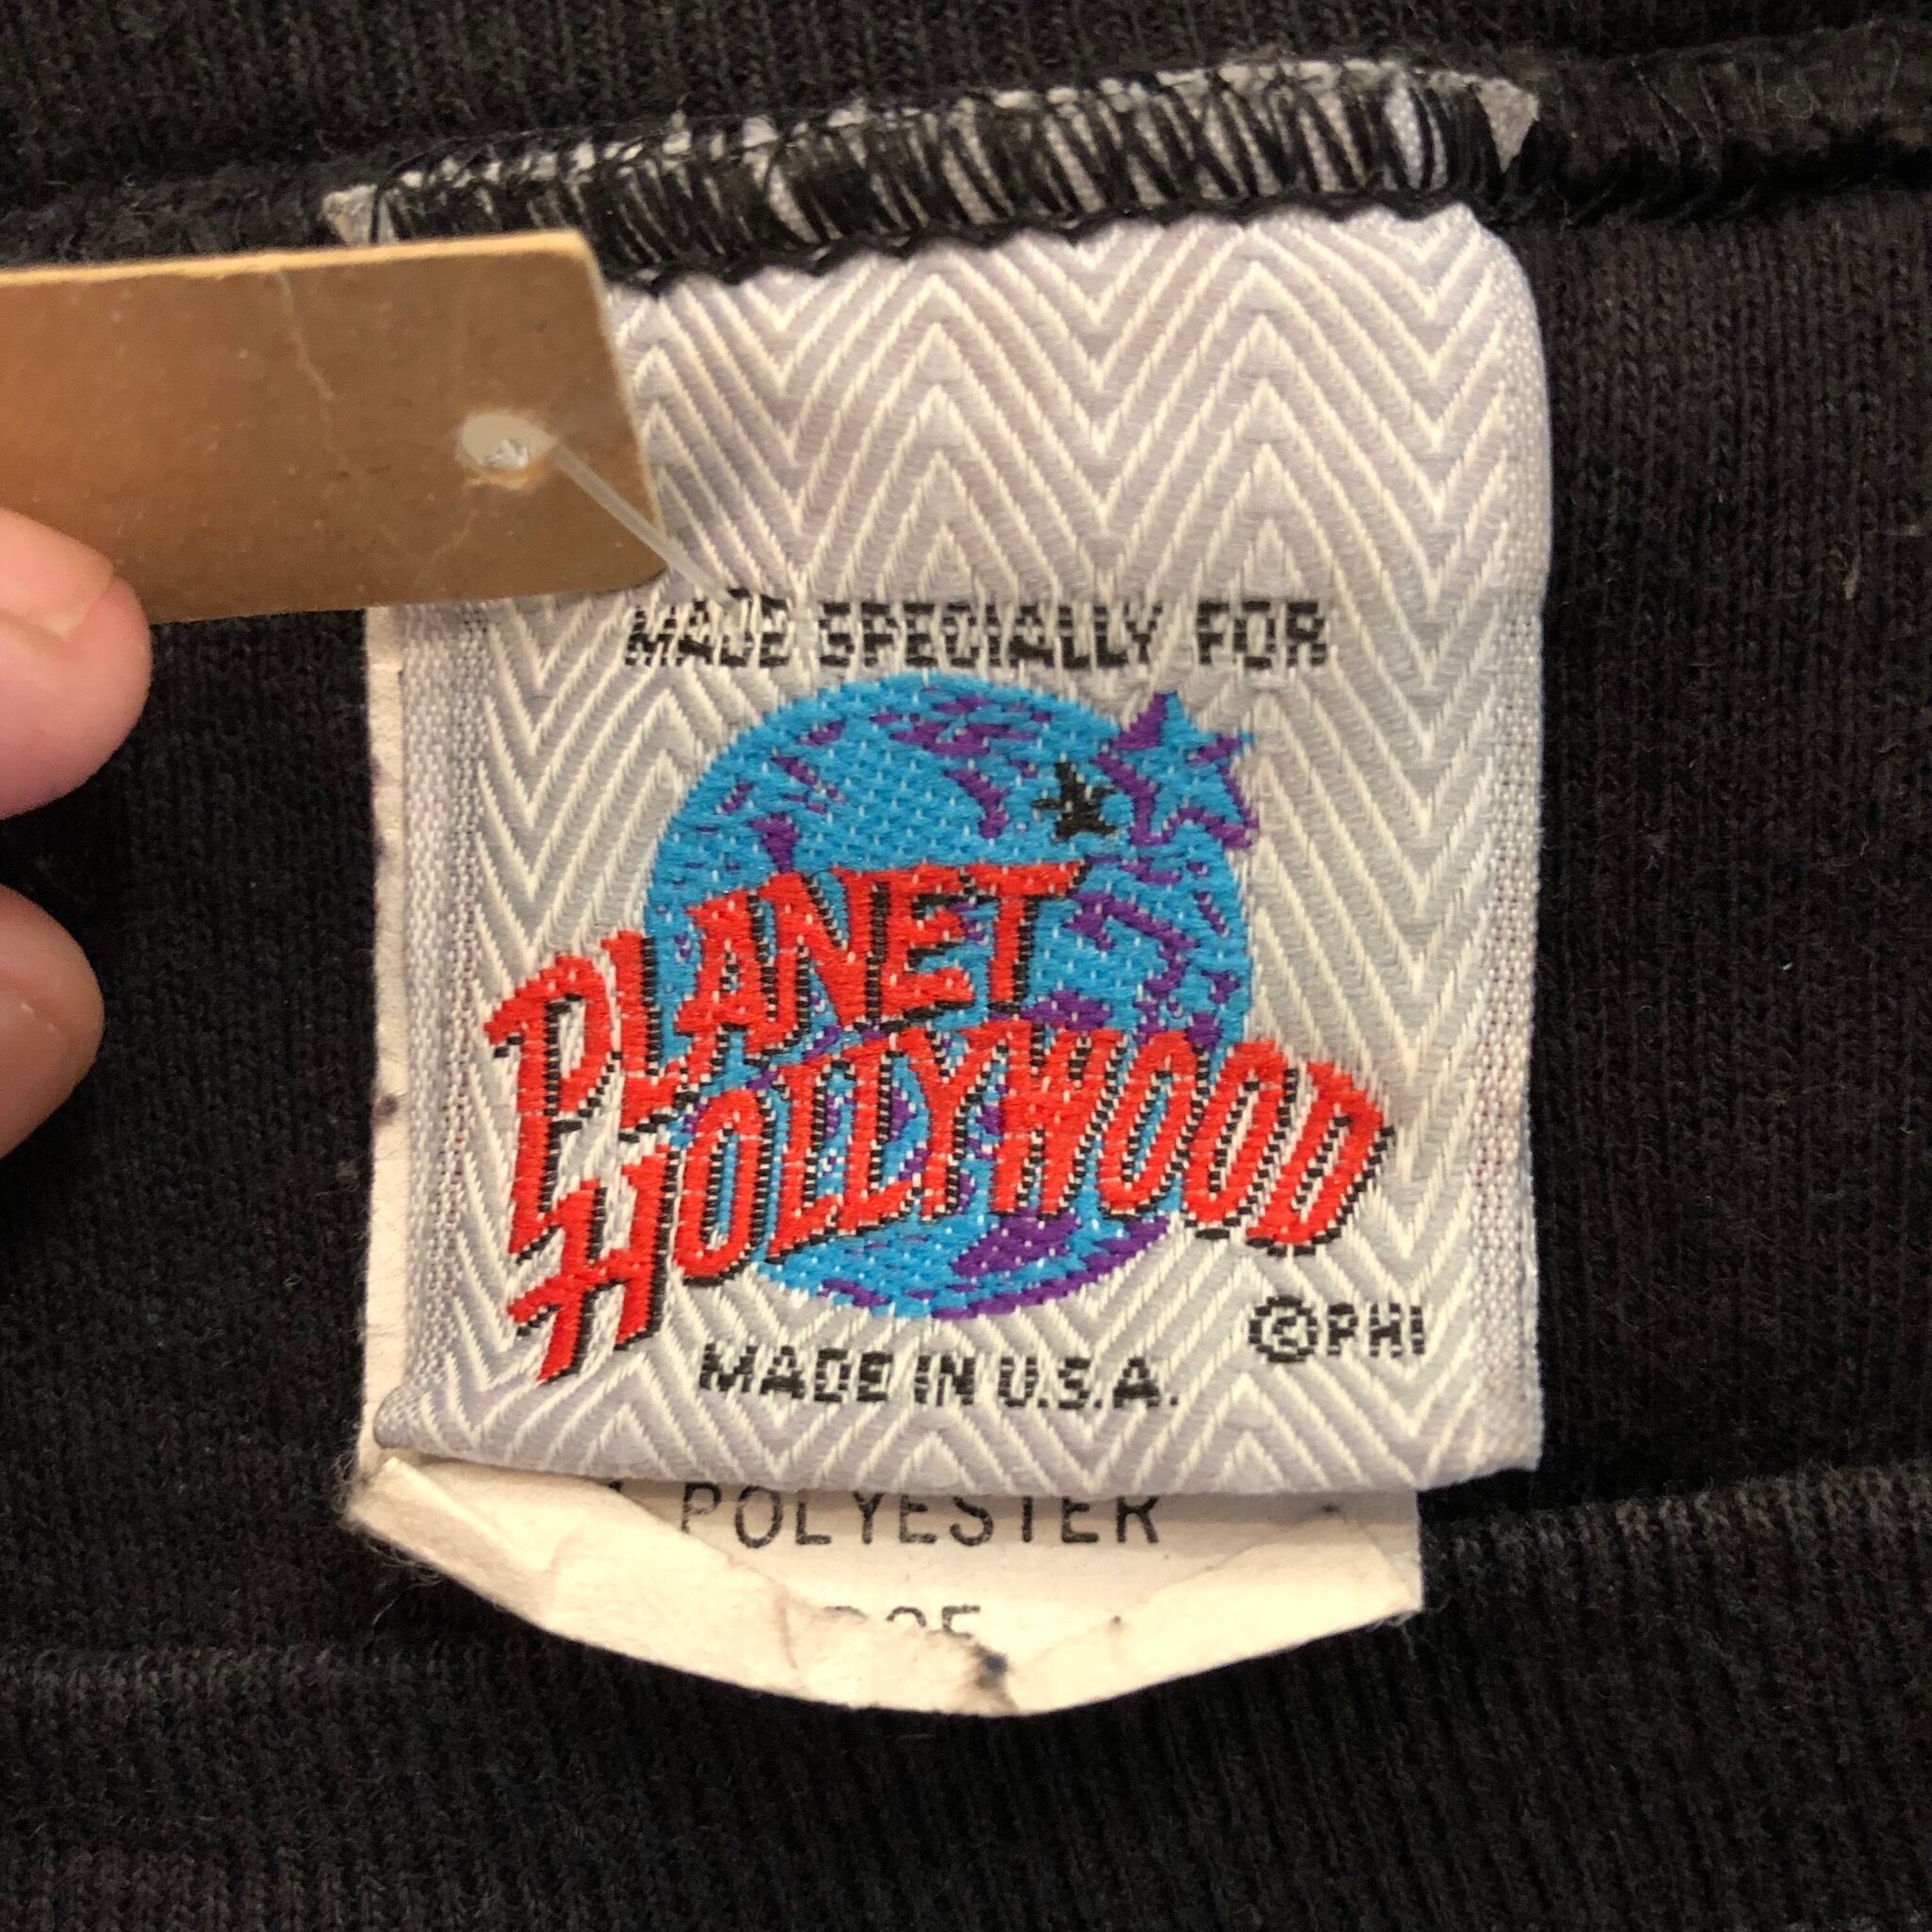 MADE SPECIALLY FOR
PLANET
HOLLYWOOD
©PHI
MADE IN U.S.A.
POLYESTER